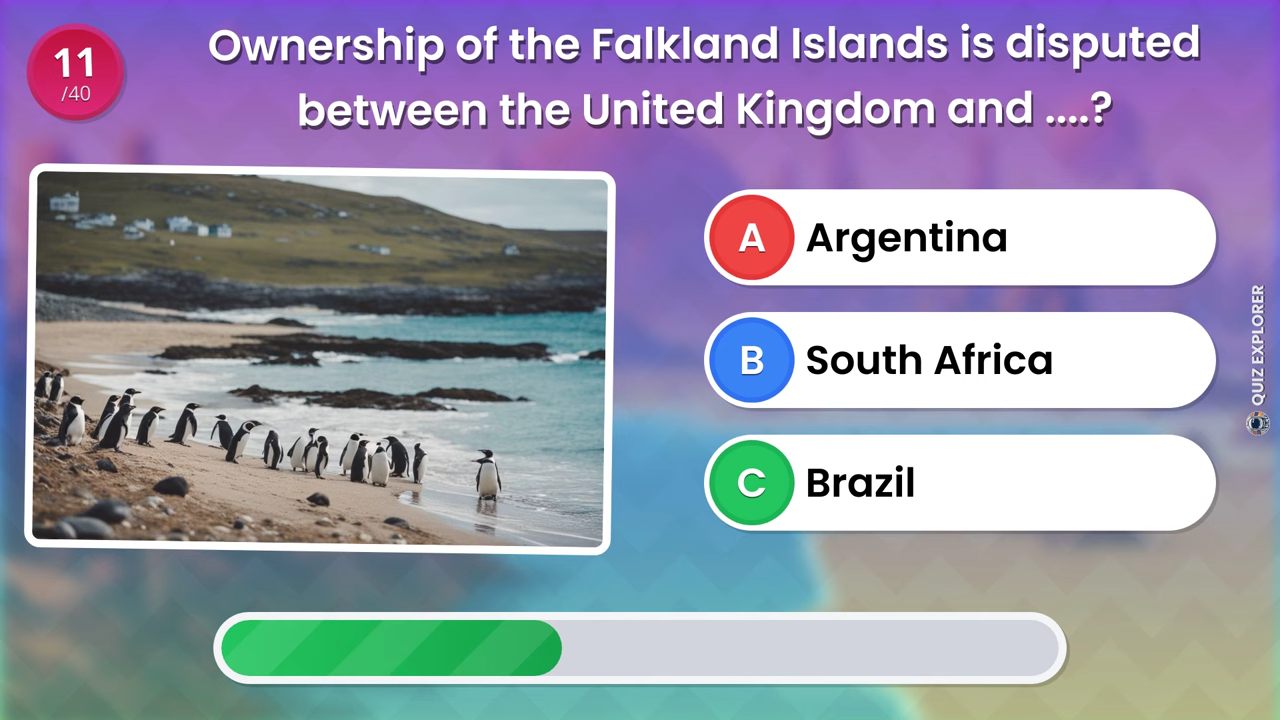 11
/40
Ownership of the Falkland Islands is disputed
between the United Kingdom and ....?
A Argentina
B South Africa
C Brazil
QUIZ EXPLORER